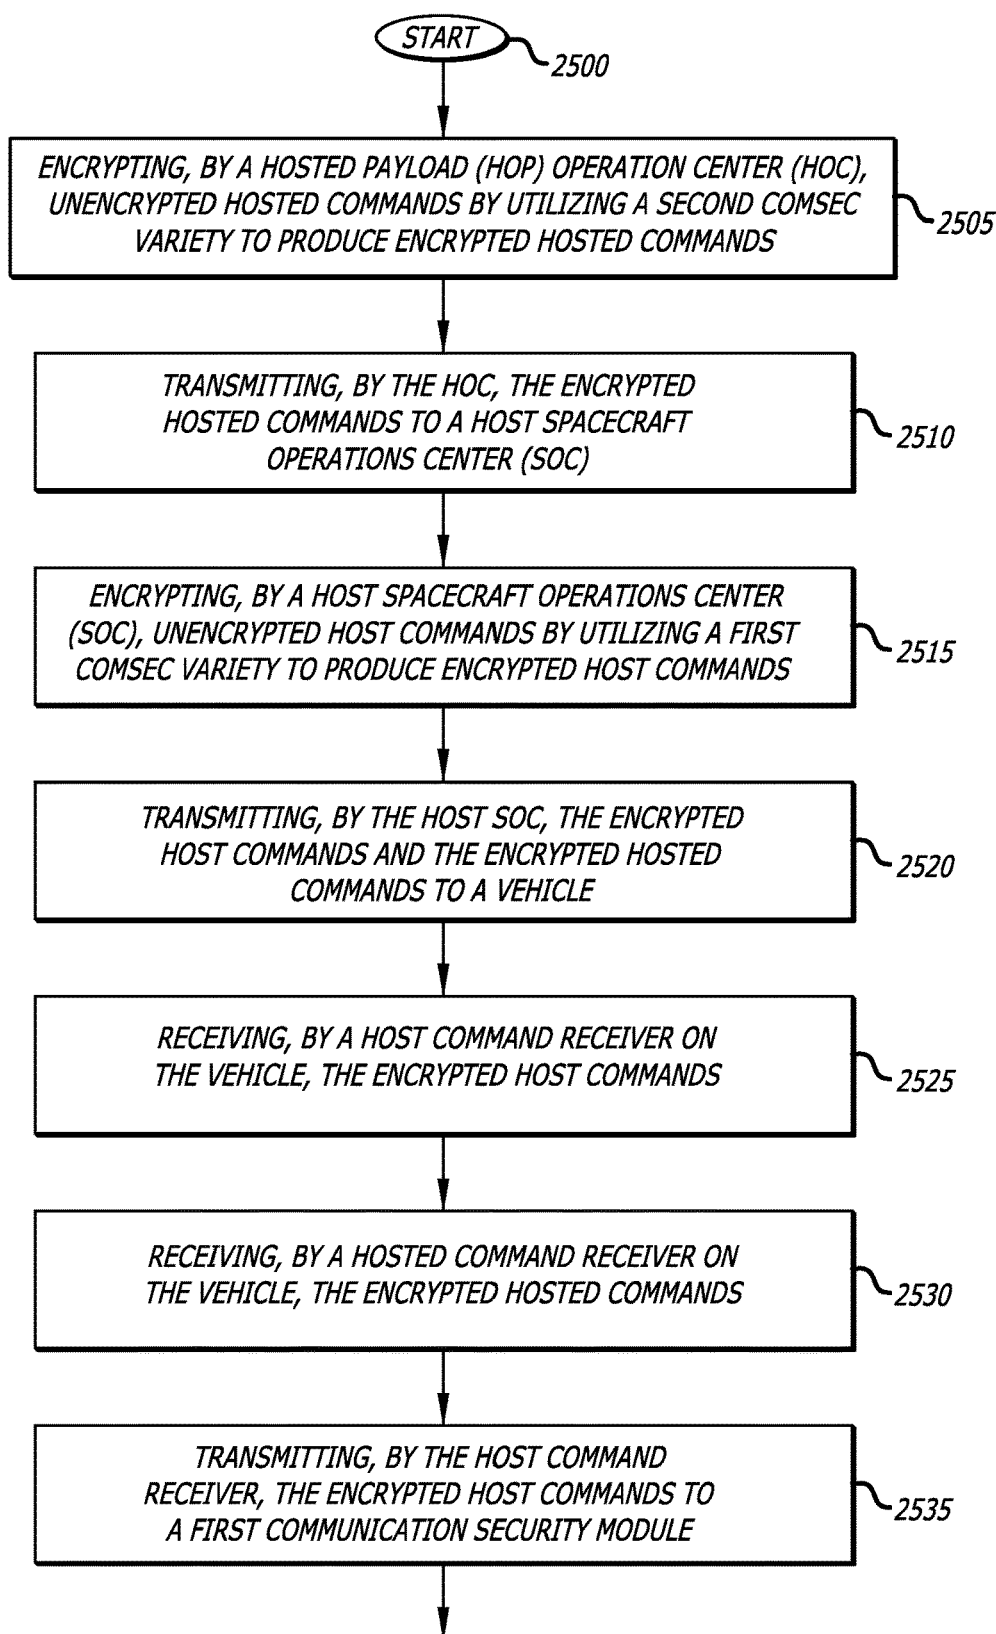 START
2500
ENCRYPTING, BY A HOSTED PAYLOAD (HOP) OPERATION CENTER (HOC),
UNENCRYPTED HOSTED COMMANDS BY UTILIZING A SECOND COMSEC
VARIETY TO PRODUCE ENCRYPTED HOSTED COMMANDS
2505
TRANSMITTING, BY THE HOC, THE ENCRYPTED
HOSTED COMMANDS TO A HOST SPACECRAFT
OPERATIONS CENTER (SOC)
2510
ENCRYPTING, BY A HOST SPACECRAFT OPERATIONS CENTER
(SOC), UNENCRYPTED HOST COMMANDS BY UTILIZING A FIRST
COMSEC VARIETY TO PRODUCE ENCRYPTED HOST COMMANDS
2515
TRANSMITTING, BY THE HOST SOC, THE ENCRYPTED
HOST COMMANDS AND THE ENCRYPTED HOSTED
COMMANDS TO A VEHICLE
2520
RECEIVING, BY A HOST COMMAND RECEIVER ON
THE VEHICLE, THE ENCRYPTED HOST COMMANDS
2525
RECEIVING, BY A HOSTED COMMAND RECEIVER ON
THE VEHICLE, THE ENCRYPTED HOSTED COMMANDS
2530
TRANSMITTING, BY THE HOST COMMAND
RECEIVER, THE ENCRYPTED HOST COMMANDS TO
A FIRST COMMUNICATION SECURITY MODULE
2535